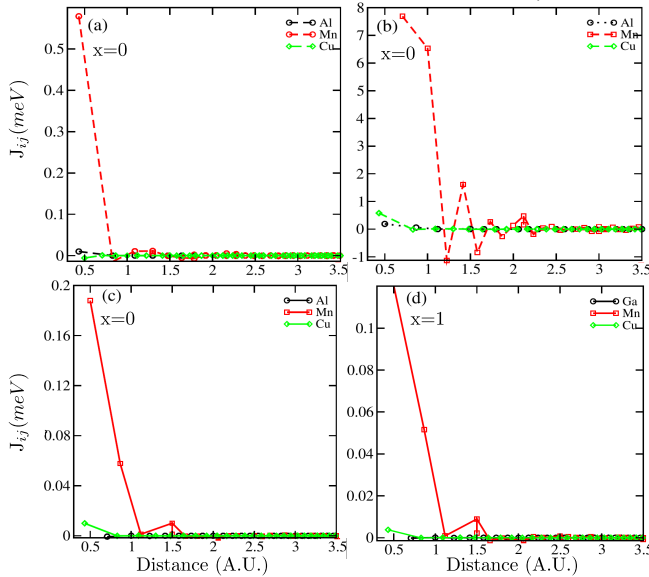 (a)
x=0
Al
Mn
Cu
J_ij(meV)
0.5
0.4
0.3
0.2
0.1
0
0.5 1 1.5 2 2.5 3 3.5
(b)
x=0
Al
Mn
Cu
8
7
6
5
4
3
2
1
0
-1
0.5 1 1.5 2 2.5 3 3.5
(c)
x=0
Al
Mn
Cu
J_ij(meV)
0.2
0.16
0.12
0.08
0.04
0
0.5 1 1.5 2 2.5 3 3.5
Distance (A.U.)
(d)
x=1
Ga
Mn
Cu
0.1
0.08
0.06
0.04
0.02
0
0.5 1 1.5 2 2.5 3 3.5
Distance (A.U.)